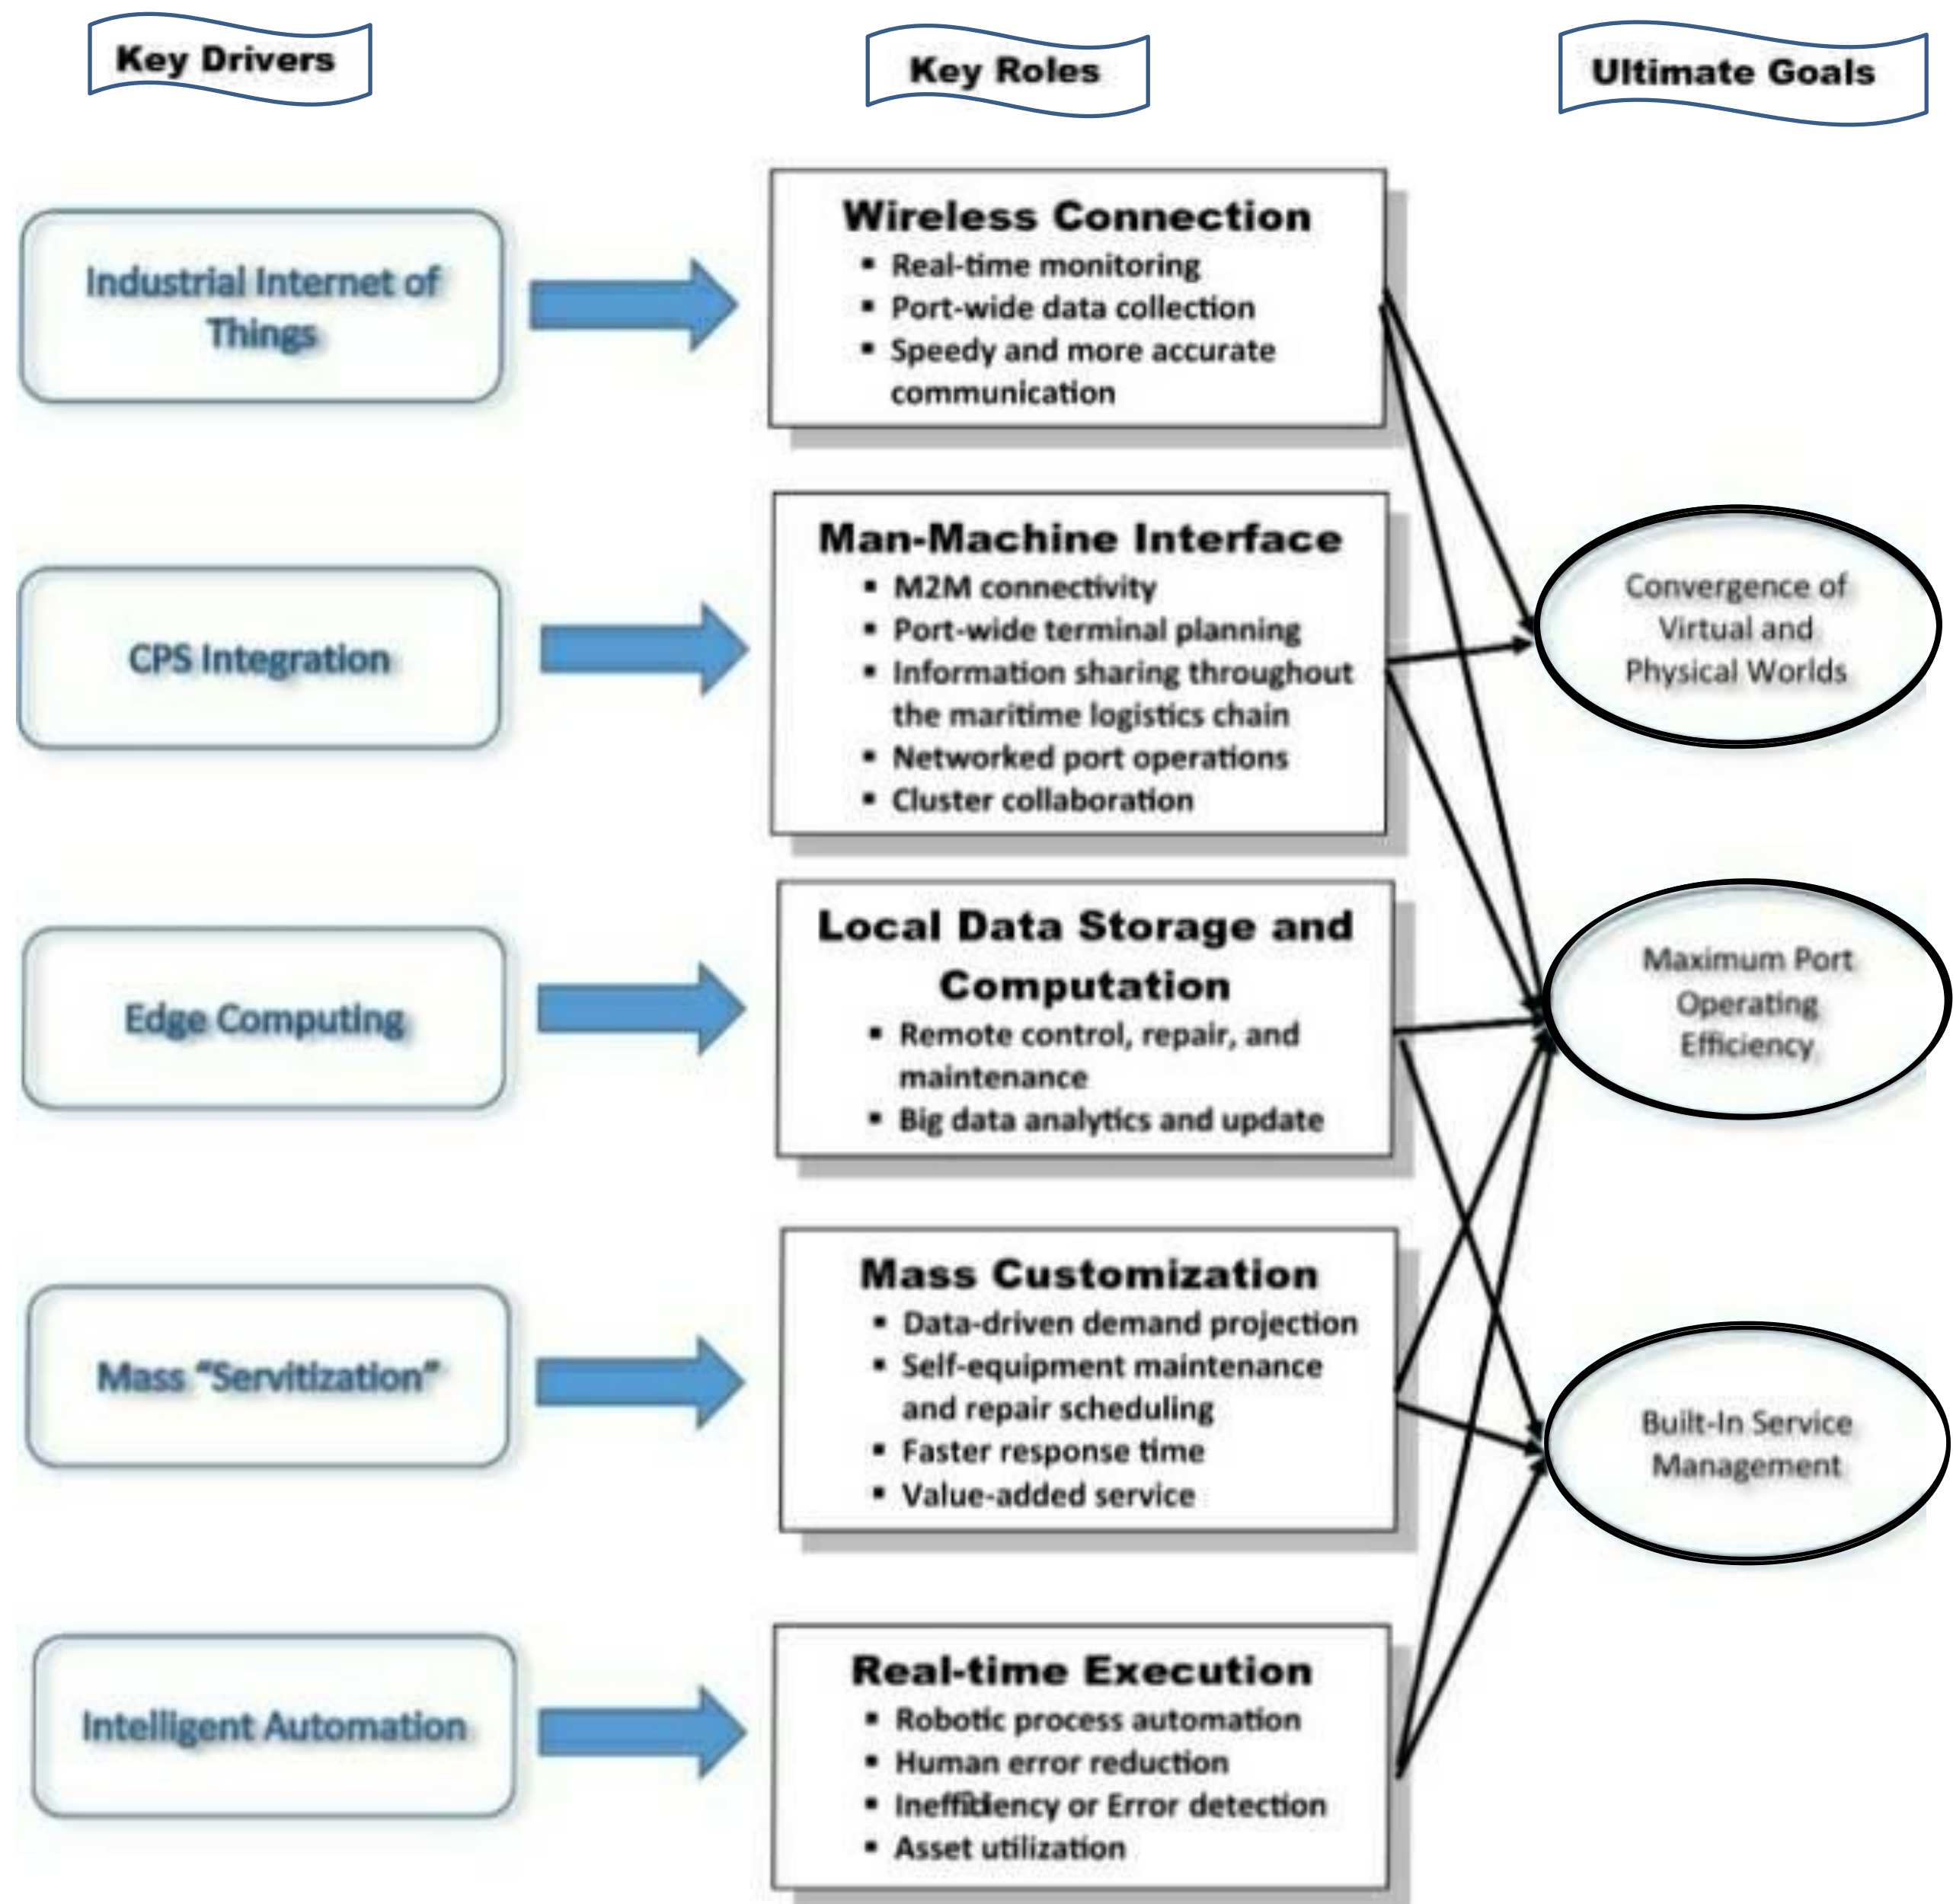 Key Drivers
Key Roles
Ultimate Goals
Industrial Internet of
Things
Wireless Connection
▪ Real-time monitoring
▪ Port-wide data collection
▪ Speedy and more accurate
communication
CPS Integration
Man-Machine Interface
▪ M2M connectivity
▪ Port-wide terminal planning
▪ Information sharing throughout
the maritime logistics chain
▪ Networked port operations
▪ Cluster collaboration
Convergence of
Virtual and
Physical Worlds
Edge Computing
Local Data Storage and
Computation
▪ Remote control, repair, and
maintenance
▪ Big data analytics and update
Maximum Port
Operating
Efficiency
Mass “Servitization”
Mass Customization
▪ Data-driven demand projection
▪ Self-equipment maintenance
and repair scheduling
▪ Faster response time
▪ Value-added service
Built-In Service
Management
Intelligent Automation
Real-time Execution
▪ Robotic process automation
▪ Human error reduction
▪ Inefficiency or Error detection
▪ Asset utilization